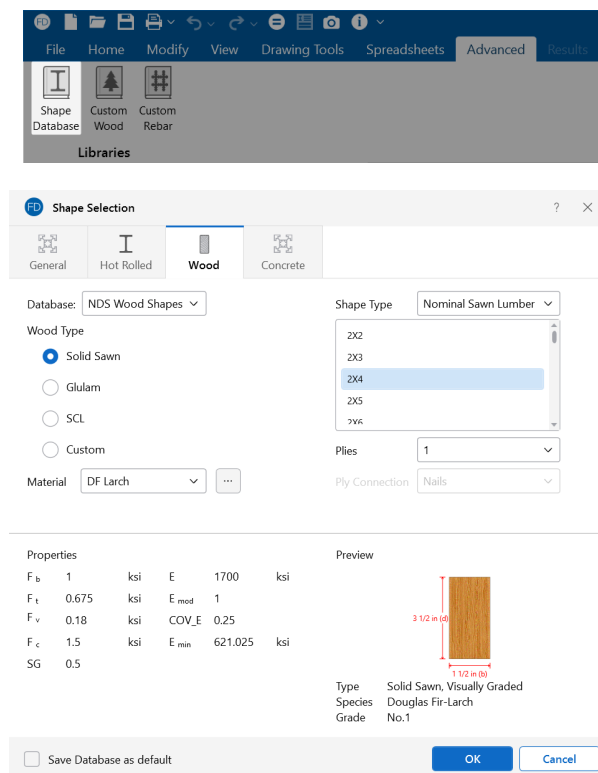 FD
File Home Modify View Drawing Tools Spreadsheets Advanced Results
Shape Database
Custom Wood
Custom Rebar
Libraries
FD Shape Selection ? ×
General Hot Rolled Wood Concrete
Database: NDS Wood Shapes
Shape Type Nominal Sawn Lumber
Wood Type
Solid Sawn
Glulam
SCL
Custom
2X2
2X3
2X4
2X5
2X6
Plies 1
Material DF Larch ...
Ply Connection Nails
Properties
F b 1 ksi E 1700 ksi
F t 0.675 ksi E mod 1
F v 0.18 ksi COV_E 0.25
F c 1.5 ksi E min 621.025 ksi
SG 0.5
Preview
3 1/2 in (d)
1 1/2 in (b)
Type Solid Sawn, Visually Graded
Species Douglas Fir-Larch
Grade No.1
Save Database as default
OK Cancel